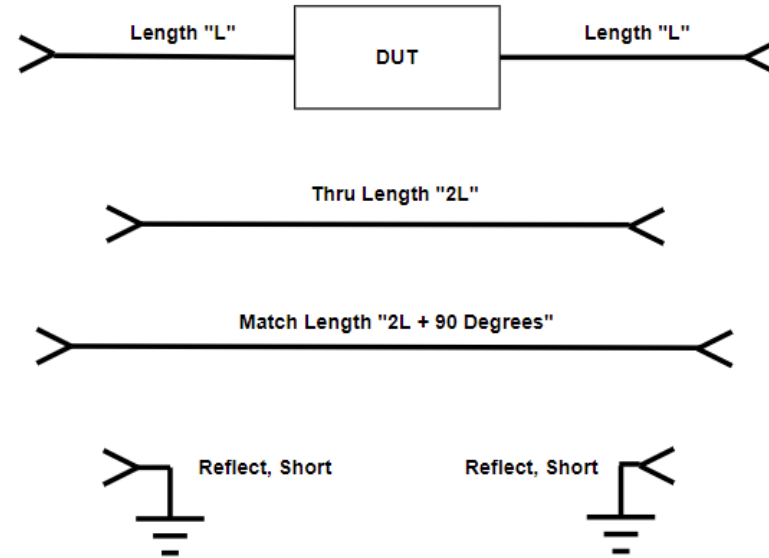 Length "L"
Length "L"
DUT
Thru Length "2L"
Match Length "2L + 90 Degrees"
Reflect, Short
Reflect, Short